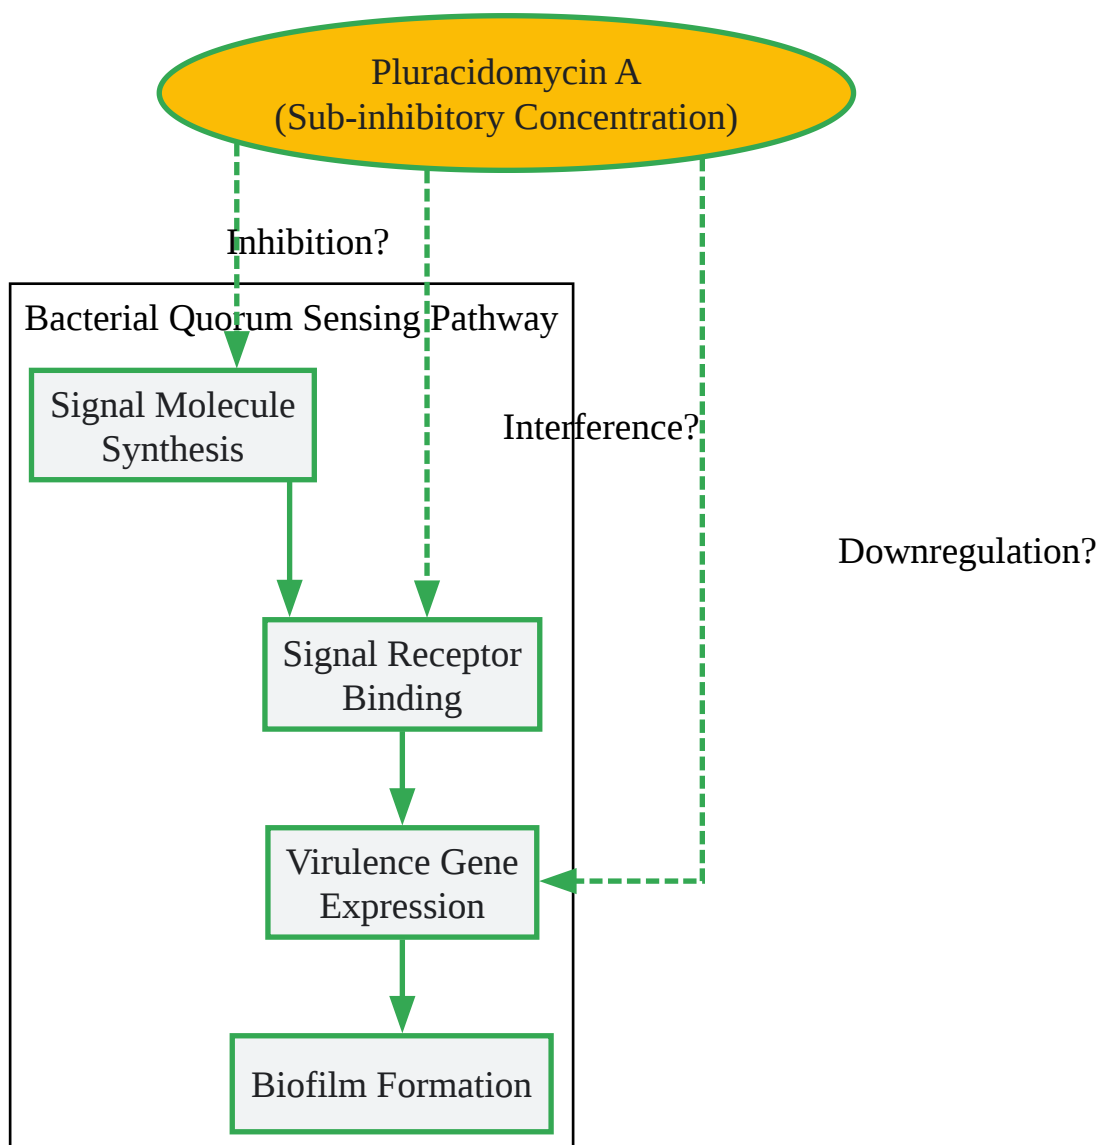 Pluracidomycin A
(Sub-inhibitory Concentration)
Inhibition?
Bacterial Quorum Sensing Pathway
Signal Molecule
Synthesis
Interference?
Downregulation?
Signal Receptor
Binding
Virulence Gene
Expression
Biofilm Formation